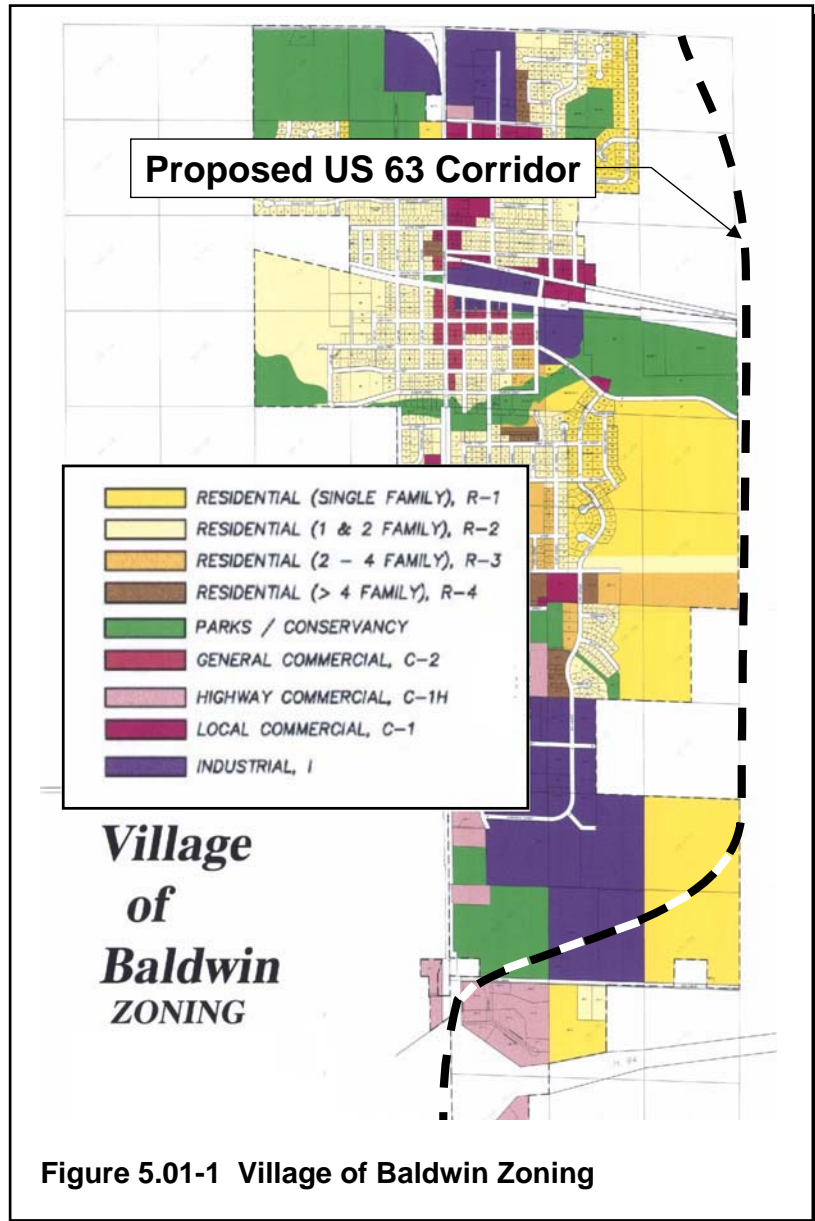 Proposed US 63 Corridor
RESIDENTIAL (SINGLE FAMILY), R-1
RESIDENTIAL (1 & 2 FAMILY), R-2
RESIDENTIAL (2 - 4 FAMILY), R-3
RESIDENTIAL (> 4 FAMILY), R-4
PARKS / CONSERVANCY
GENERAL COMMERCIAL, C-2
HIGHWAY COMMERCIAL, C-1H
LOCAL COMMERCIAL, C-1
INDUSTRIAL, I
Village
of
Baldwin
ZONING
Figure 5.01-1 Village of Baldwin Zoning